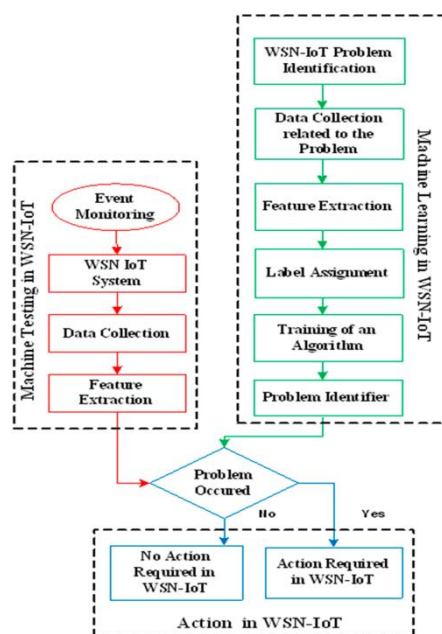 WSN-IoT Problem
Identification
Data Collection
related to the
Problem
Feature Extraction
Label Assignment
Training of an
Algorithm
Problem Identifier
Machine Learning in WSN-IoT
Machine Testing in WSN-IoT
Event
Monitoring
WSN IoT
System
Data Collection
Feature
Extraction
Problem
Occured
No
Yes
No Action
Required in
WSN-IoT
Action Required
in WSN-IoT
Action in WSN-IoT